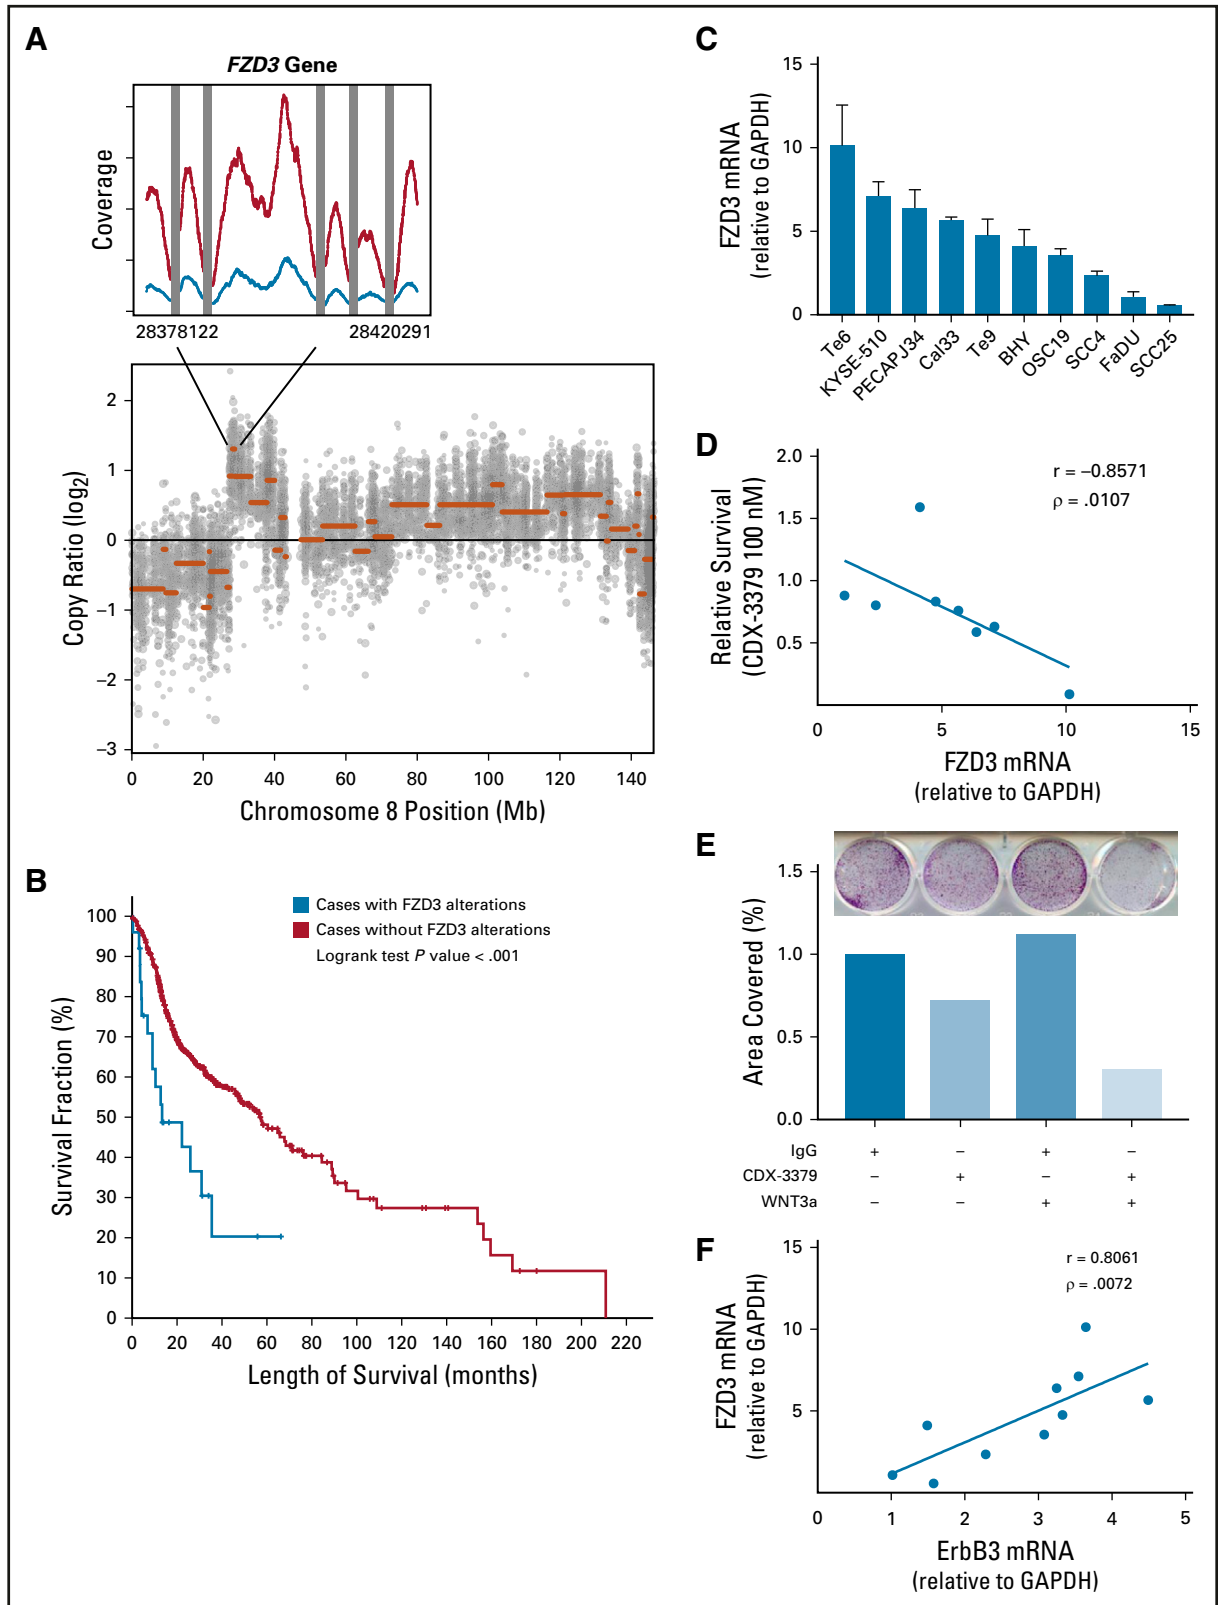 A
FZD3 Gene
Coverage
28378122
28420291
Copy Ratio (log2)
2
1
0
–1
–2
–3
0 20 40 60 80 100 120 140
Chromosome 8 Position (Mb)
B
Cases with FZD3 alterations
Cases without FZD3 alterations
Logrank test P value < .001
Survival Fraction (%)
100
90
80
70
60
50
40
30
20
10
0
0 20 40 60 80 100 120 140 160 180 200 220
Length of Survival (months)
C
FZD3 mRNA
(relative to GAPDH)
15
10
5
0
Te6
KYSE-510
PECAPJ34
Cal33
Te9
BHY
OSC19
SCC4
FaDU
SCC25
D
Relative Survival
(CDX-3379 100 nM)
2.0
1.5
1.0
0.5
r = –0.8571
ρ = .0107
0 5 10 15
FZD3 mRNA
(relative to GAPDH)
E
Area Covered (%)
1.5
1.0
0.5
0.0
IgG + – + –
CDX-3379 – + – +
WNT3a – – + +
F
FZD3 mRNA
(relative to GAPDH)
15
10
5
r = 0.8061
ρ = .0072
0 1 2 3 4 5
ErbB3 mRNA
(relative to GAPDH)